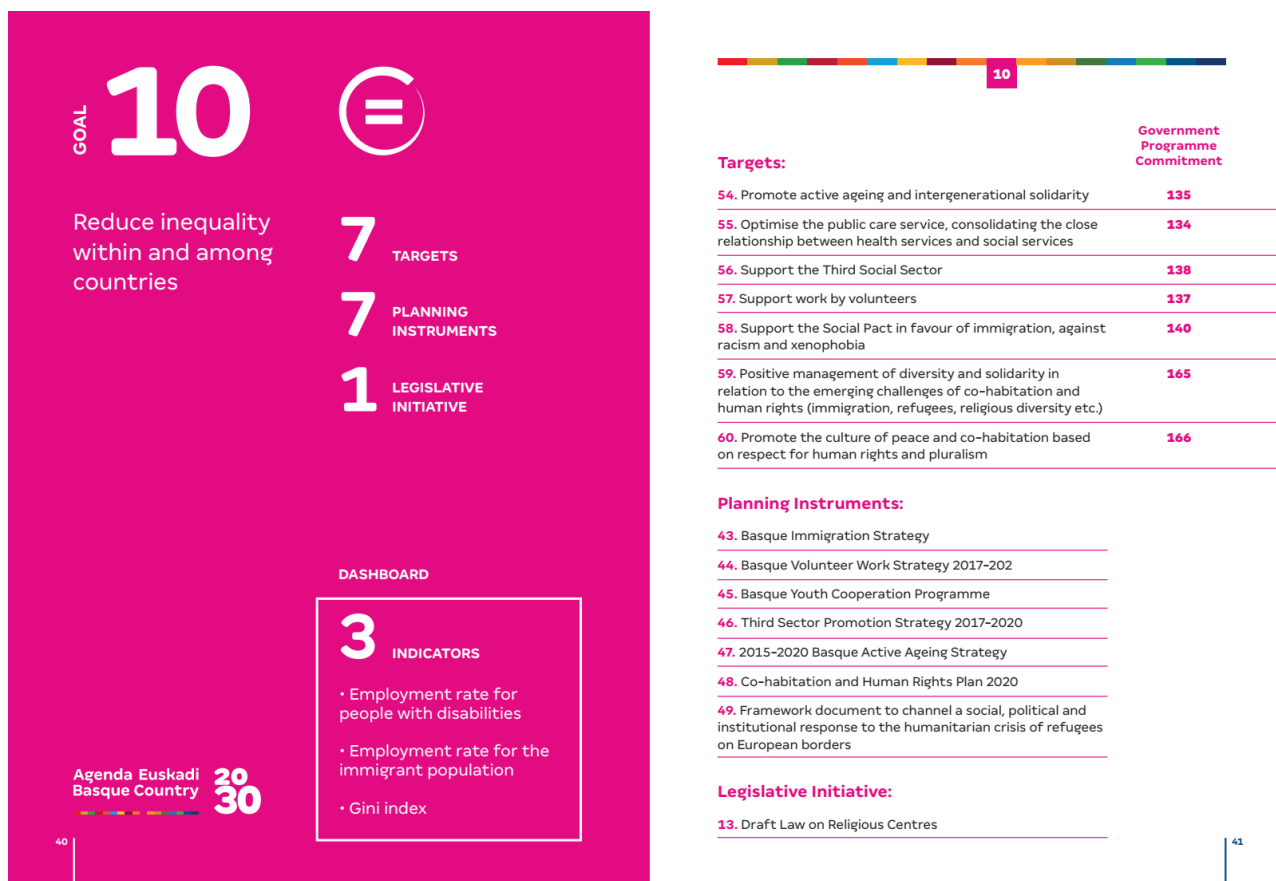 GOAL
10
Reduce inequality
within and among
countries
7 TARGETS
7 PLANNING
INSTRUMENTS
1 LEGISLATIVE
INITIATIVE
DASHBOARD
3 INDICATORS
• Employment rate for
people with disabilities
• Employment rate for the
immigrant population
• Gini index
Agenda Euskadi
Basque Country
20
30
40
10
Government
Programme
Commitment
Targets:
54. Promote active ageing and intergenerational solidarity 135
55. Optimise the public care service, consolidating the close 134
relationship between health services and social services
56. Support the Third Social Sector 138
57. Support work by volunteers 137
58. Support the Social Pact in favour of immigration, against 140
racism and xenophobia
59. Positive management of diversity and solidarity in 165
relation to the emerging challenges of co-habitation and
human rights (immigration, refugees, religious diversity etc.)
60. Promote the culture of peace and co-habitation based 166
on respect for human rights and pluralism
Planning Instruments:
43. Basque Immigration Strategy
44. Basque Volunteer Work Strategy 2017-202
45. Basque Youth Cooperation Programme
46. Third Sector Promotion Strategy 2017-2020
47. 2015-2020 Basque Active Ageing Strategy
48. Co-habitation and Human Rights Plan 2020
49. Framework document to channel a social, political and
institutional response to the humanitarian crisis of refugees
on European borders
Legislative Initiative:
13. Draft Law on Religious Centres
41